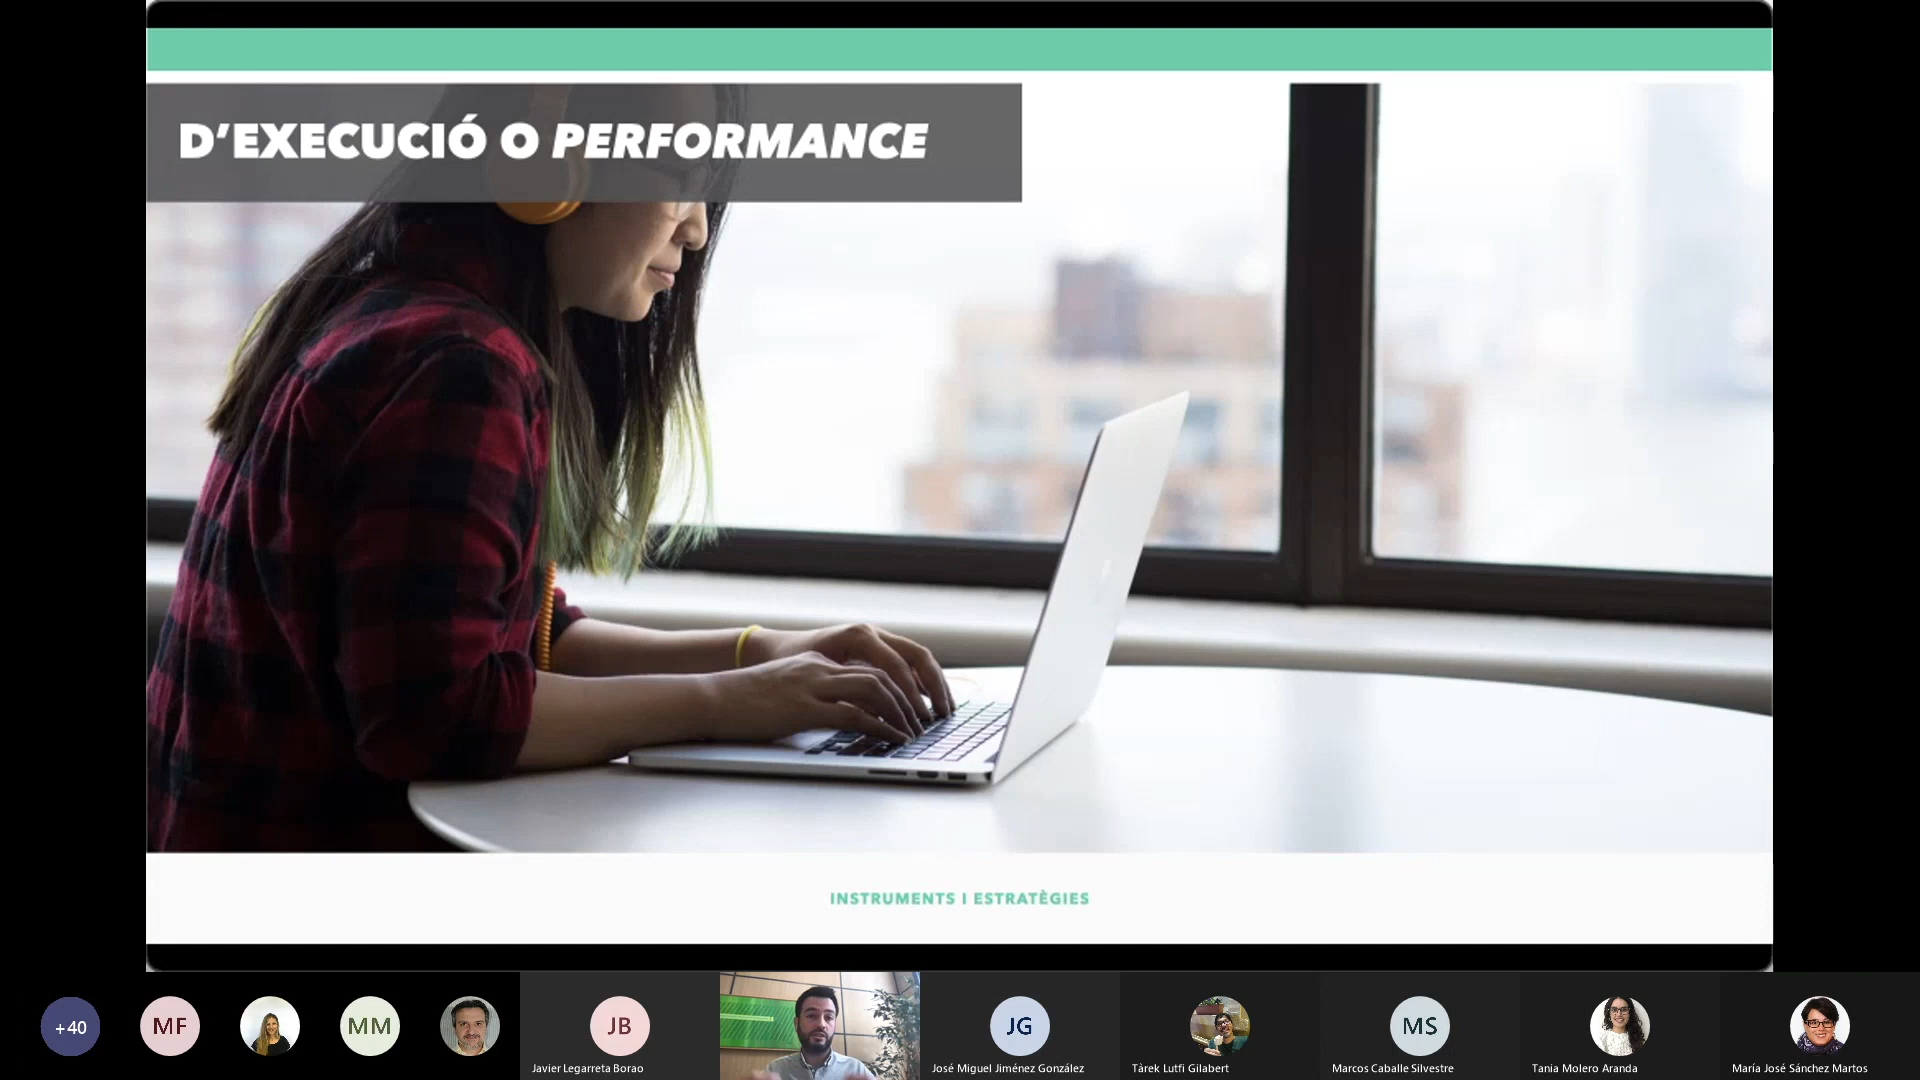 D'EXECUCIÓ O PERFORMANCE
INSTRUMENTS I ESTRATÈGIES
+40
MF
MM
JB
JG
MS
Javier Legarreta Borao
José Miguel Jiménez González
Tàrek Lutfi Gilabert
Marcos Caballe Silvestre
Tania Molero Aranda
María José Sánchez Martos